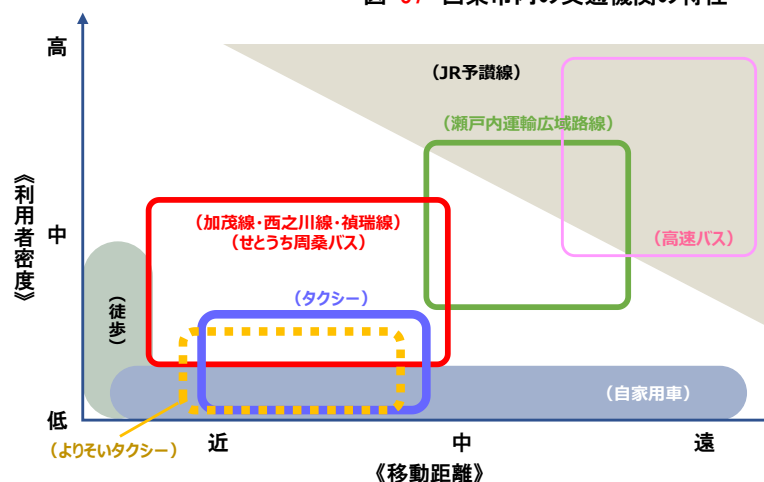 高
（JR予讃線）
（瀬戸内運輸広域路線）
《利用者密度》
中
（加茂線・西之川線・禎瑞線）
（せとうち周桑バス）
（高速バス）
（徒歩）
（タクシー）
（自家用車）
低
（よりそいタクシー）
近
中
遠
《移動距離》